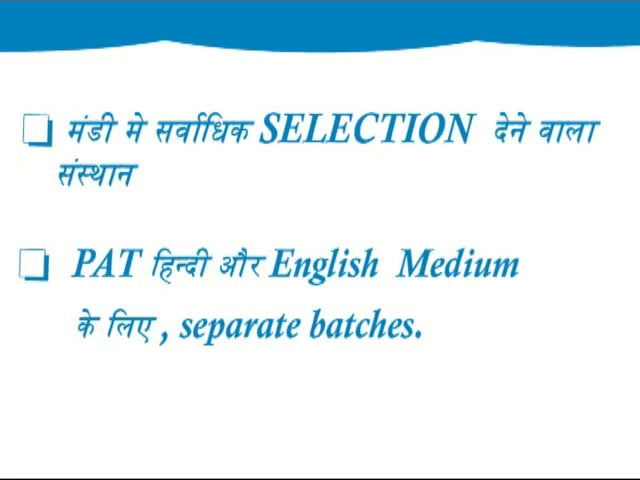 मंडी मे सर्वाधिक SELECTION देने वाला
संस्थान
PAT हिन्दी और English Medium
के लिए , separate batches.